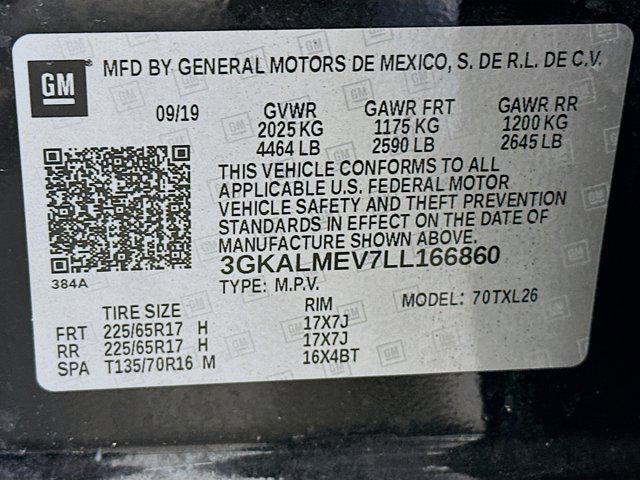 GM
MFD BY GENERAL MOTORS DE MEXICO, S. DE R.L. DE C.V.
09/19 GVWR GAWR FRT GAWR RR
2025 KG 1175 KG 1200 KG
4464 LB 2590 LB 2645 LB
THIS VEHICLE CONFORMS TO ALL
APPLICABLE U.S. FEDERAL MOTOR
VEHICLE SAFETY AND THEFT PREVENTION
STANDARDS IN EFFECT ON THE DATE OF
MANUFACTURE SHOWN ABOVE.
3GKALMEV7LL166860
384A
TYPE: M.P.V. MODEL: 70TXL26
TIRE SIZE RIM
FRT 225/65R17 H 17X7J
RR 225/65R17 H 17X7J
SPA T135/70R16 M 16X4BT